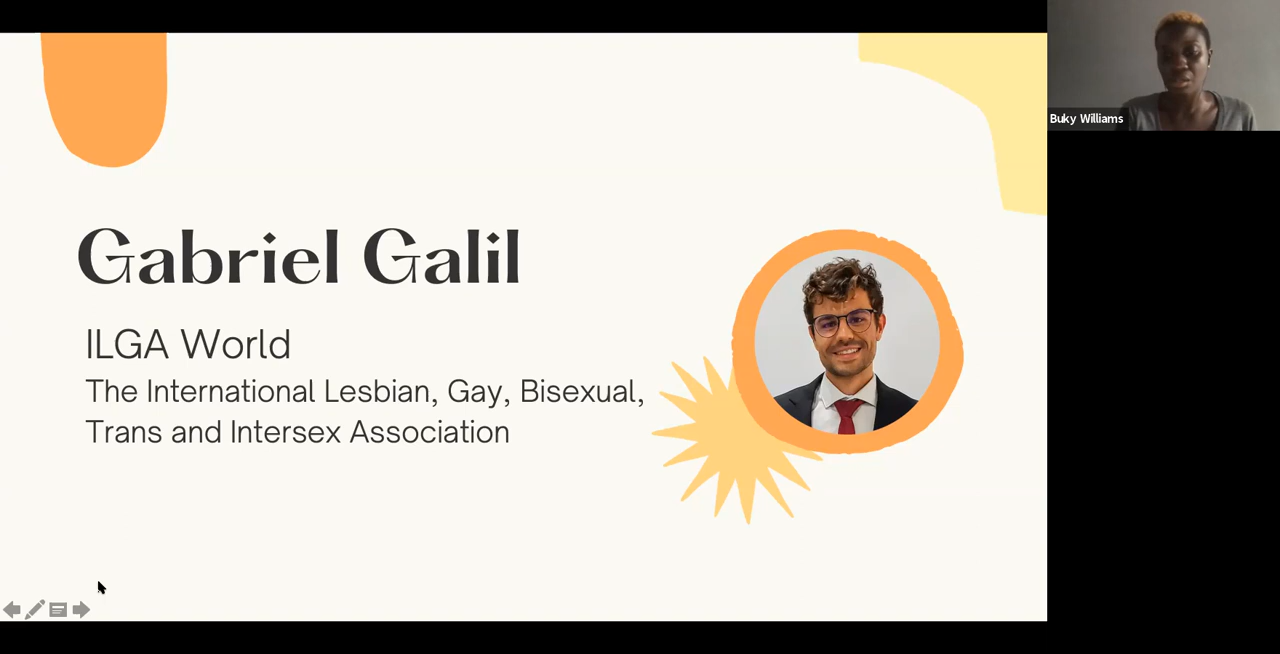 Gabriel Galil
ILGA World
The International Lesbian, Gay, Bisexual,
Trans and Intersex Association
Buky Williams